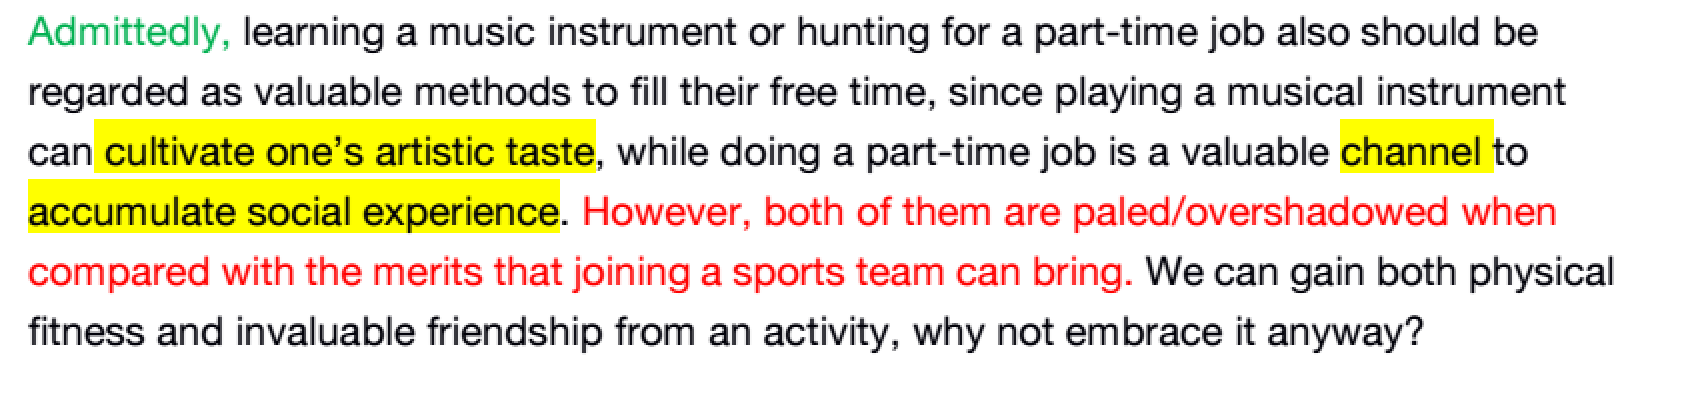 Admittedly, learning a music instrument or hunting for a part-time job also should be
regarded as valuable methods to fill their free time, since playing a musical instrument
can cultivate one’s artistic taste, while doing a part-time job is a valuable channel to
accumulate social experience. However, both of them are paled/overshadowed when
compared with the merits that joining a sports team can bring. We can gain both physical
fitness and invaluable friendship from an activity, why not embrace it anyway?